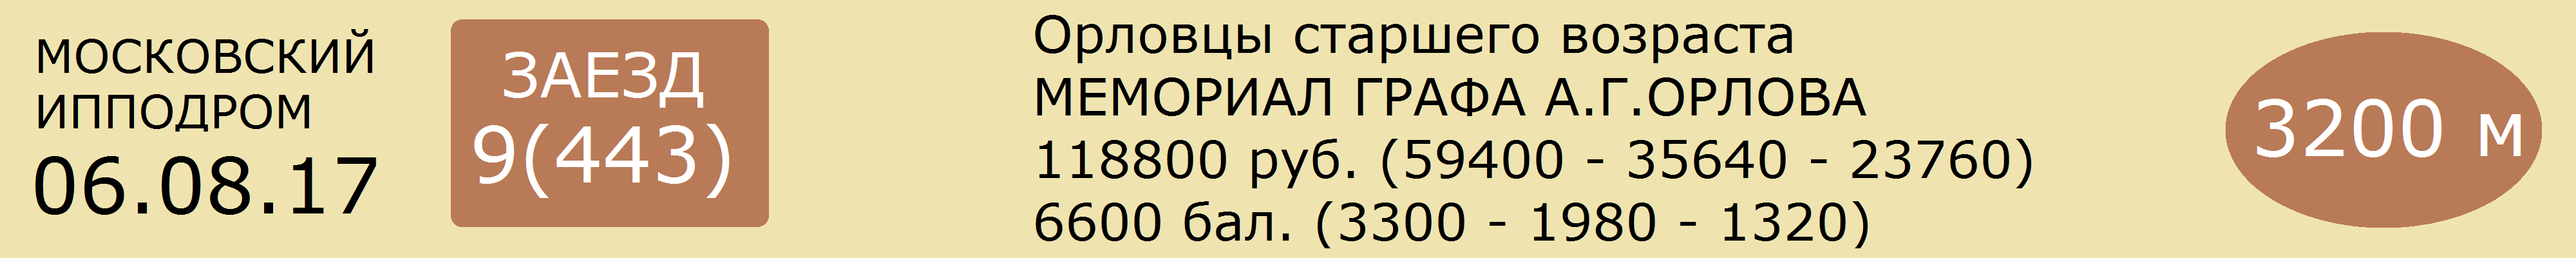 МОСКОВСКИЙ
ИППОДРОМ
06.08.17
ЗАЕЗД
9(443)
Орловцы старшего возраста
МЕМОРИАЛ ГРАФА А.Г.ОРЛОВА
118800 руб. (59400 - 35640 - 23760)
6600 бал. (3300 - 1980 - 1320)
3200 м